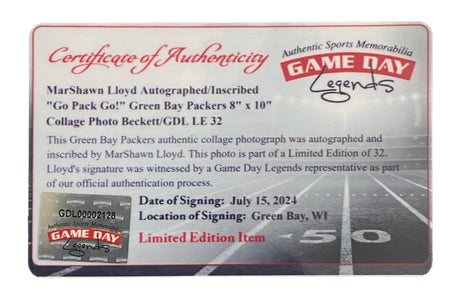 Certificate of Authenticity
Authentic Sports Memorabilia
GAME DAY
Legends
MarShawn Lloyd Autographed/Inscribed
"Go Pack Go!" Green Bay Packers 8" x 10"
Collage Photo Beckett/GDL LE 32
This Green Bay Packers authentic collage photograph was autographed and
inscribed by MarShawn Lloyd. This photo is part of a Limited Edition of 32.
Lloyd's signature was witnessed by a Game Day Legends representative as part
of our official authentication process.
Date of Signing: July 15, 2024
Location of Signing: Green Bay, WI
Limited Edition Item
GDL00002128
Authentic Sports Memorabilia
GAME DAY
Legends
50